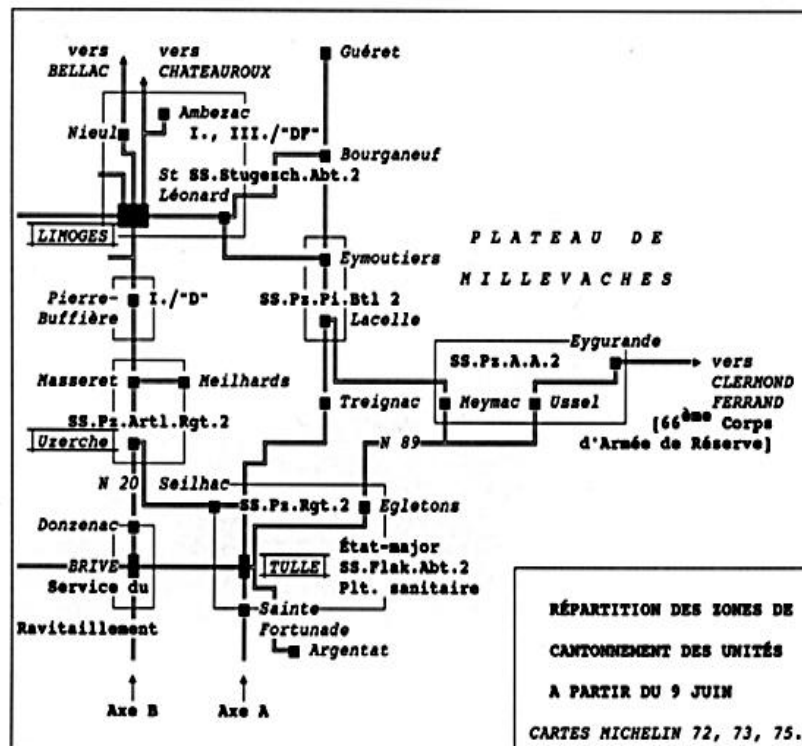 vers
BELLAC
vers
CHATEAUROUX
Guéret
Ambezac
Nieul
I., III./"DF"
Bourganeuf
St SS.Stugesch.Abt.2
Léonard
LIMOGES
Eymoutiers
PLATEAU DE
MILLEVACHES
Pierre-
Buffière
I./"D"
SS.Pz.Pi.Btl 2
Lacelle
Eygurande
SS.Pz.A.A.2
vers
CLERMOND
FERRAND
[66ème Corps
d'Armée de Réserve]
Masseret
Meilhards
Treignac
Meymac
Ussel
SS.Pz.Artl.Rgt.2
Uzerche
N 89
N 20
Seilhac
SS.Pz.Rgt.2
Egletons
Donzenac
BRIVE
Service du
Ravitaillement
TULLE
État-major
SS.Flak.Abt.2
Plt. sanitaire
Sainte
Fortunade
Argentat
Axe B
Axe A
RÉPARTITION DES ZONES DE
CANTONNEMENT DES UNITÉS
A PARTIR DU 9 JUIN
CARTES MICHELIN 72, 73, 75.